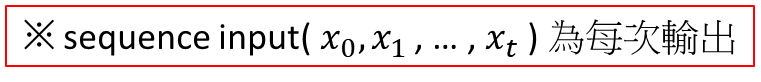 ※ sequence input( x₀, x₁ , … , xₜ ) 為每次輸出